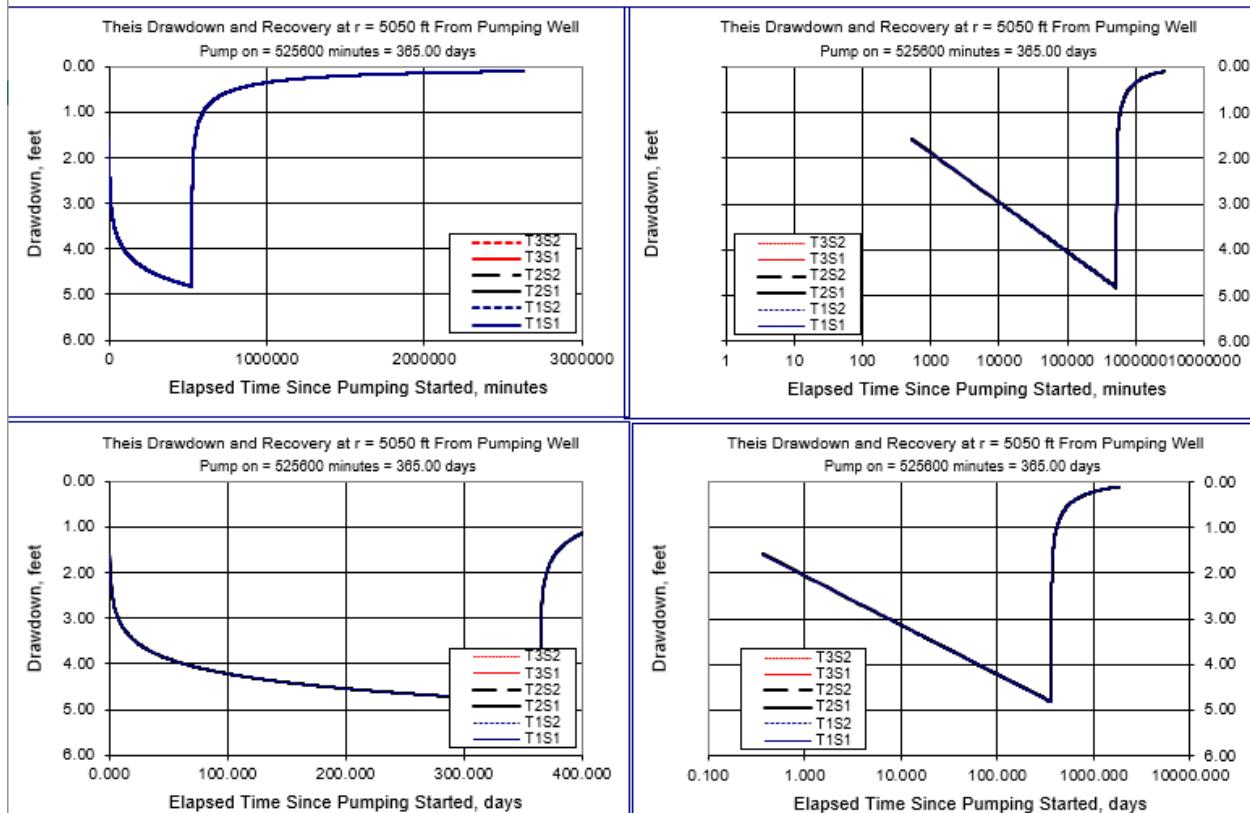 Theis Drawdown and Recovery at r = 5050 ft From Pumping Well
Pump on = 525600 minutes = 365.00 days
Drawdown, feet
0.00
1.00
2.00
3.00
4.00
5.00
6.00
T3S2
T3S1
T2S2
T2S1
T1S2
T1S1
0 1000000 2000000 3000000
Elapsed Time Since Pumping Started, minutes
Theis Drawdown and Recovery at r = 5050 ft From Pumping Well
Pump on = 525600 minutes = 365.00 days
Drawdown, feet
0.00
1.00
2.00
3.00
4.00
5.00
6.00
T3S2
T3S1
T2S2
T2S1
T1S2
T1S1
1 10 100 1000 10000 100000 1000000 10000000
Elapsed Time Since Pumping Started, minutes
Theis Drawdown and Recovery at r = 5050 ft From Pumping Well
Pump on = 525600 minutes = 365.00 days
Drawdown, feet
0.00
1.00
2.00
3.00
4.00
5.00
6.00
T3S2
T3S1
T2S2
T2S1
T1S2
T1S1
0.000 100.000 200.000 300.000 400.000
Elapsed Time Since Pumping Started, days
Theis Drawdown and Recovery at r = 5050 ft From Pumping Well
Pump on = 525600 minutes = 365.00 days
Drawdown, feet
0.00
1.00
2.00
3.00
4.00
5.00
6.00
T3S2
T3S1
T2S2
T2S1
T1S2
T1S1
0.100 1.000 10.000 100.000 1000.000 10000.000
Elapsed Time Since Pumping Started, days